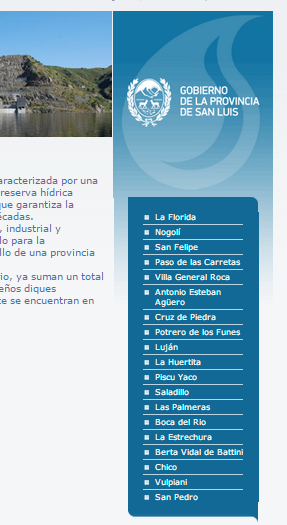 GOBIERNO
DE LA PROVINCIA
DE SAN LUIS
aracterizada por una
reserva hídrica
que garantiza la
écadas.
, industrial y
lo para la
llo de una provincia
rio, ya suman un total
eños diques
te se encuentran en
La Florida
Nogolí
San Felipe
Paso de las Carretas
Villa General Roca
Antonio Esteban
Agüero
Cruz de Piedra
Potrero de los Funes
Luján
La Huertita
Piscu Yaco
Saladillo
Las Palmeras
Boca del Rio
La Estrechura
Berta Vidal de Battini
Chico
Vulpiani
San Pedro